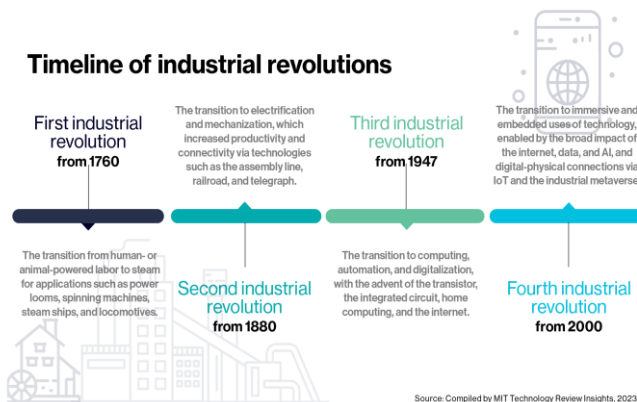 Timeline of industrial revolutions
First industrial
revolution
from 1760
The transition from human- or
animal-powered labor to steam
for applications such as power
looms, spinning machines,
steam ships, and locomotives.
The transition to electrification
and mechanization, which
increased productivity and
connectivity via technologies
such as the assembly line,
railroad, and telegraph.
Second industrial
revolution
from 1880
Third industrial
revolution
from 1947
The transition to computing,
automation, and digitalization,
with the advent of the transistor,
the integrated circuit, home
computing, and the internet.
The transition to immersive and
embedded uses of technology,
enabled by the broad impact of
the internet, data, and AI, and
digital-physical connections via
IoT and the industrial metaverse
Fourth industrial
revolution
from 2000
Source: Compiled by MIT Technology Review Insights, 2023